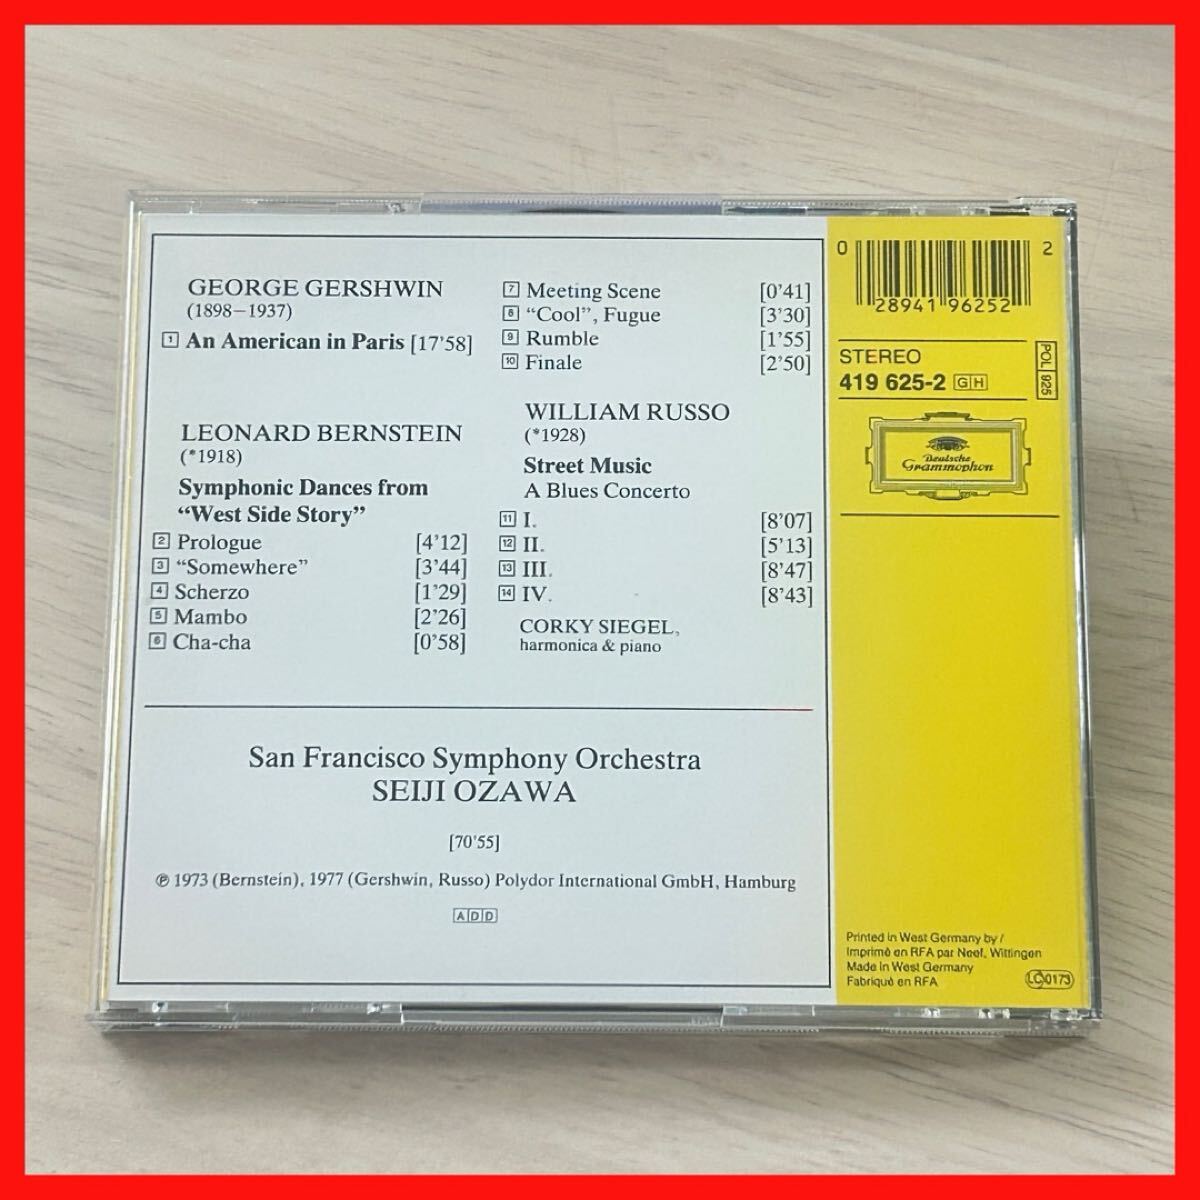 GEORGE GERSHWIN
(1898–1937)
1 An American in Paris [17'58]
LEONARD BERNSTEIN
(*1918)
Symphonic Dances from
“West Side Story”
2 Prologue [4'12]
3 “Somewhere” [3'44]
4 Scherzo [1'29]
5 Mambo [2'26]
6 Cha-cha [0'58]
7 Meeting Scene [0'41]
8 “Cool”, Fugue [3'30]
9 Rumble [1'55]
10 Finale [2'50]
WILLIAM RUSSO
(*1928)
Street Music
A Blues Concerto
11 I. [8'07]
12 II. [5'13]
13 III. [8'47]
14 IV. [8'43]
CORKY SIEGEL,
harmonica & piano
San Francisco Symphony Orchestra
SEIJI OZAWA
[70'55]
℗ 1973 (Bernstein), 1977 (Gershwin, Russo) Polydor International GmbH, Hamburg
ADD
0 28941 96252 2
STEREO
419 625-2 GH
POL 925
Deutsche
Grammophon
Printed in West Germany by /
Imprimé en RFA par Neef, Wittingen
Made in West Germany
Fabriqué en RFA
LC 0173